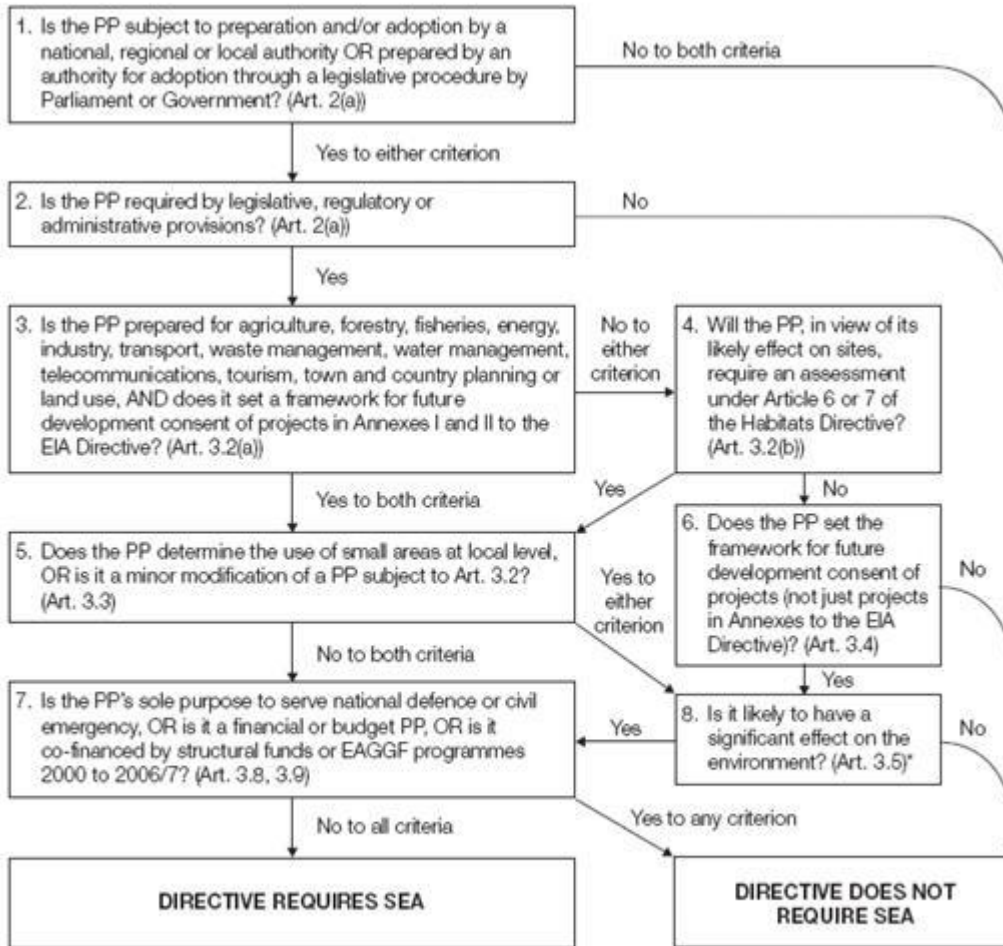 1. Is the PP subject to preparation and/or adoption by a
national, regional or local authority OR prepared by an
authority for adoption through a legislative procedure by
Parliament or Government? (Art. 2(a))
No to both criteria
Yes to either criterion
2. Is the PP required by legislative, regulatory or
administrative provisions? (Art. 2(a))
No
Yes
3. Is the PP prepared for agriculture, forestry, fisheries, energy,
industry, transport, waste management, water management,
telecommunications, tourism, town and country planning or
land use, AND does it set a framework for future
development consent of projects in Annexes I and II to the
EIA Directive? (Art. 3.2(a))
No to
either
criterion
4. Will the PP, in view of its
likely effect on sites,
require an assessment
under Article 6 or 7 of
the Habitats Directive?
(Art. 3.2(b))
Yes to both criteria
Yes
No
5. Does the PP determine the use of small areas at local level,
OR is it a minor modification of a PP subject to Art. 3.2?
(Art. 3.3)
Yes to
either
criterion
6. Does the PP set the
framework for future
development consent of
projects (not just projects
in Annexes to the EIA
Directive)? (Art. 3.4)
No
No to both criteria
Yes
7. Is the PP's sole purpose to serve national defence or civil
emergency, OR is it a financial or budget PP, OR is it
co-financed by structural funds or EAGGF programmes
2000 to 2006/7? (Art. 3.8, 3.9)
Yes
8. Is it likely to have a
significant effect on the
environment? (Art. 3.5)*
No
No to all criteria
Yes to any criterion
DIRECTIVE REQUIRES SEA
DIRECTIVE DOES NOT
REQUIRE SEA